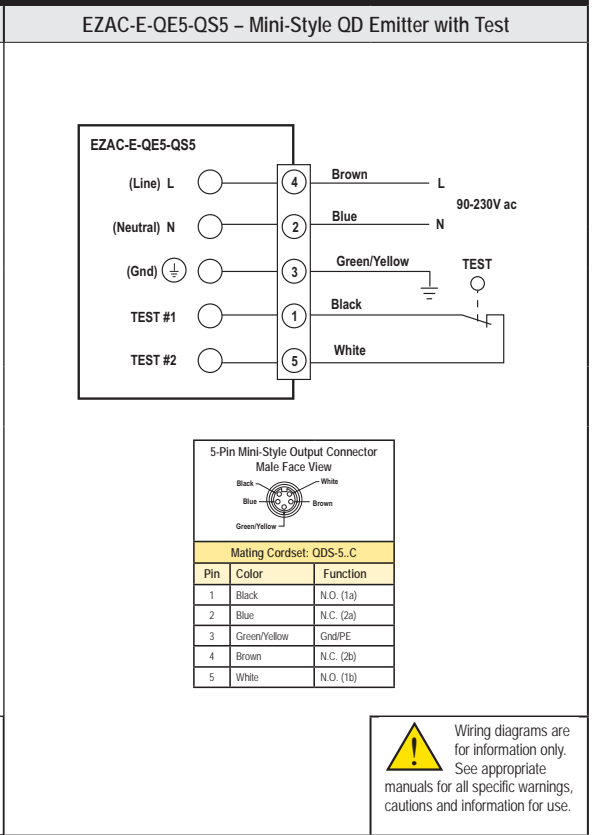 EZAC-E-QE5-QS5 – Mini-Style QD Emitter with Test
EZAC-E-QE5-QS5
(Line) L 4 Brown L
90-230V ac
(Neutral) N 2 Blue N
(Gnd) 3 Green/Yellow TEST
TEST #1 1 Black
TEST #2 5 White
5-Pin Mini-Style Output Connector
Male Face View
Black White
Blue Brown
Green/Yellow
Mating Cordset: QDS-5..C
Pin Color Function
1 Black N.O. (1a)
2 Blue N.C. (2a)
3 Green/Yellow Gnd/PE
4 Brown N.C. (2b)
5 White N.O. (1b)
! Wiring diagrams are
for information only.
See appropriate
manuals for all specific warnings,
cautions and information for use.